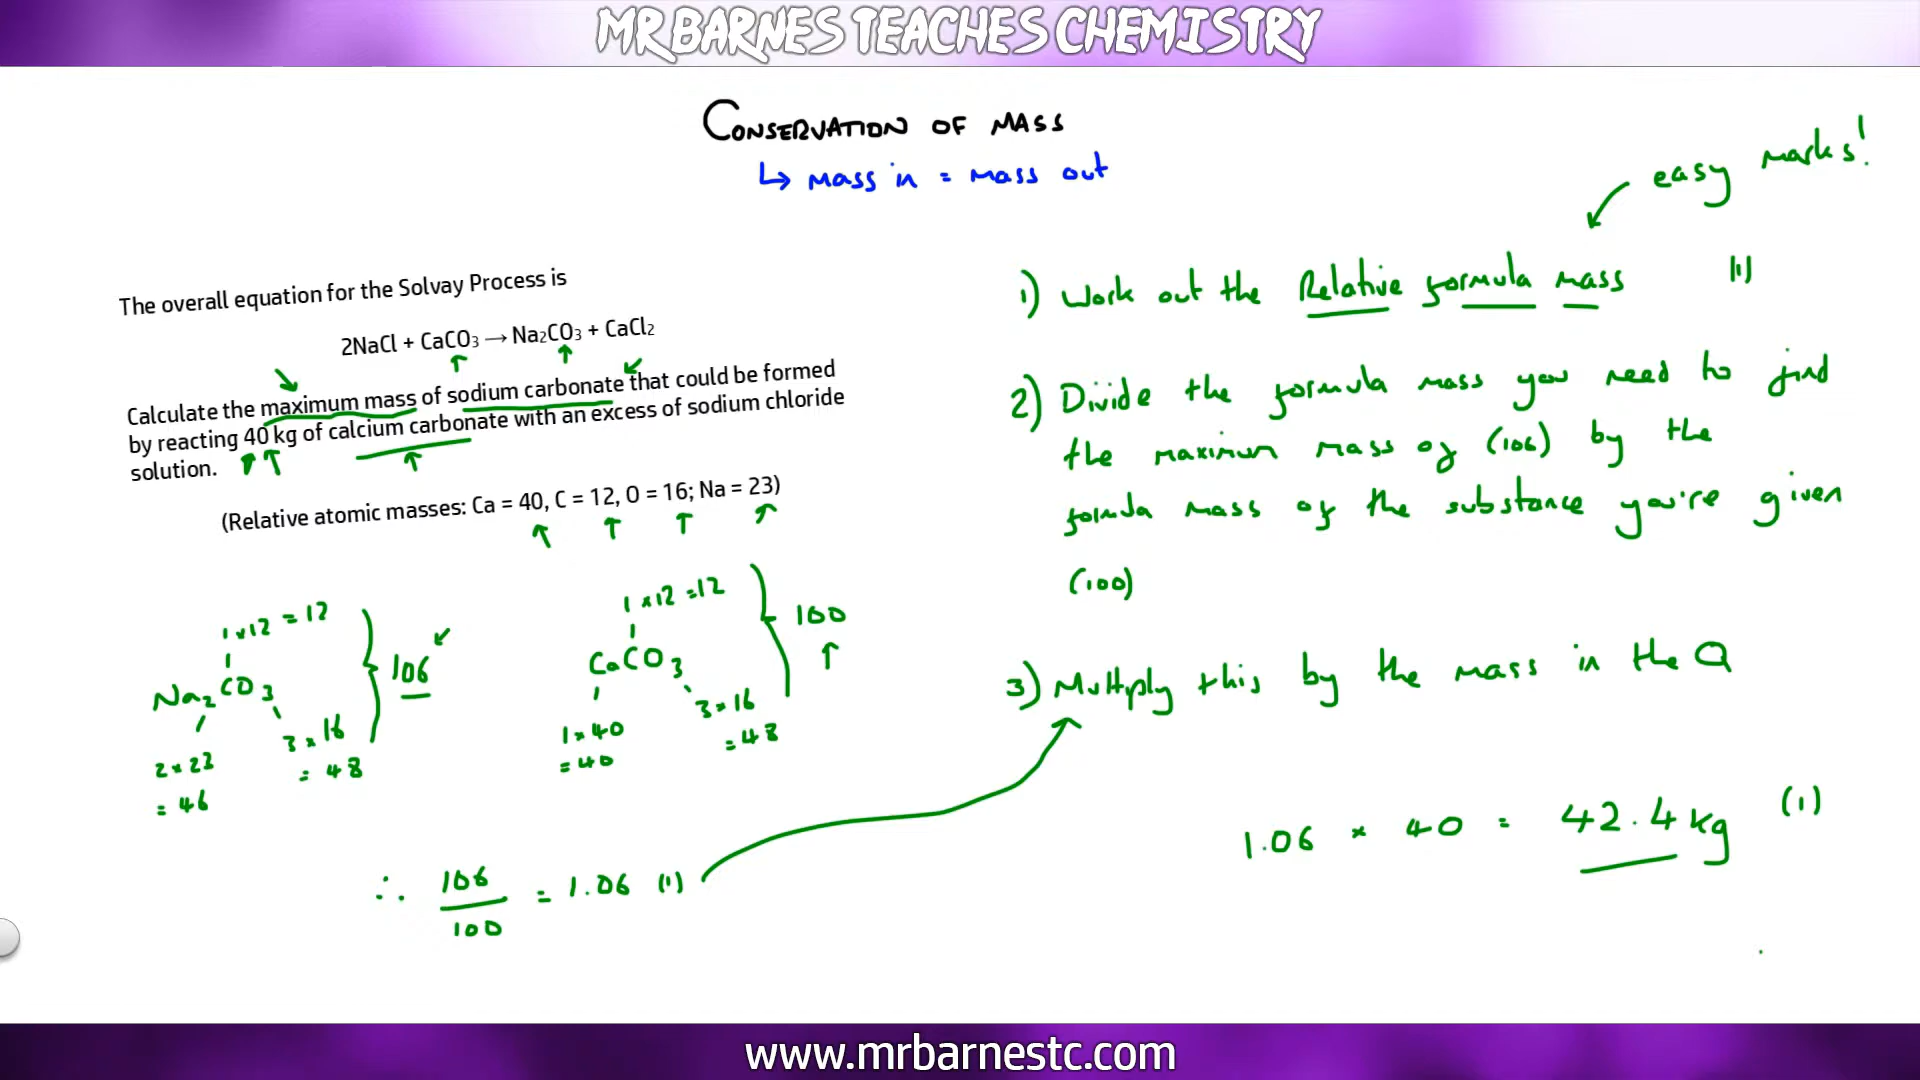 MR BARNES TEACHES CHEMISTRY
CONSERVATION OF MASS
↳ mass in = mass out
easy marks!
The overall equation for the Solvay Process is
2NaCl + CaCO₃ → Na₂CO₃ + CaCl₂
Calculate the maximum mass of sodium carbonate that could be formed
by reacting 40 kg of calcium carbonate with an excess of sodium chloride
solution.
(Relative atomic masses: Ca = 40, C = 12, O = 16; Na = 23)
1 × 12 = 12
Na₂CO₃
106
2 × 23
= 46
3 × 16
= 48
1 × 12 = 12
CaCO₃
100
1 × 40
= 40
3 × 16
= 48
∴ 106/100 = 1.06 (1)
1) Work out the Relative formula mass (1)
2) Divide the formula mass you need to find
the maximum mass of (106) by the
formula mass of the substance you're given
(100)
3) Multiply this by the mass in the Q
1.06 × 40 = 42.4 kg (1)
www.mrbarnestc.com